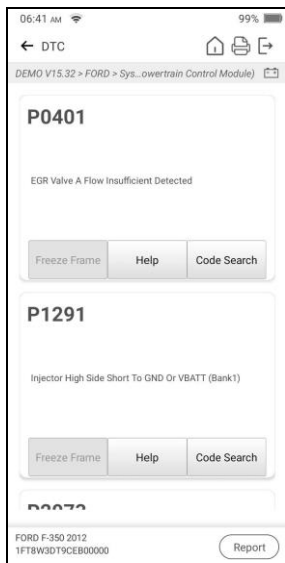 06:41 AM 99%
DTC
DEMO V15.32 > FORD > Sys...owertrain Control Module)
P0401
EGR Valve A Flow Insufficient Detected
Freeze Frame Help Code Search
P1291
Injector High Side Short To GND Or VBATT (Bank1)
Freeze Frame Help Code Search
FORD F-350 2012
1FT8W3DT9CEB00000
Report